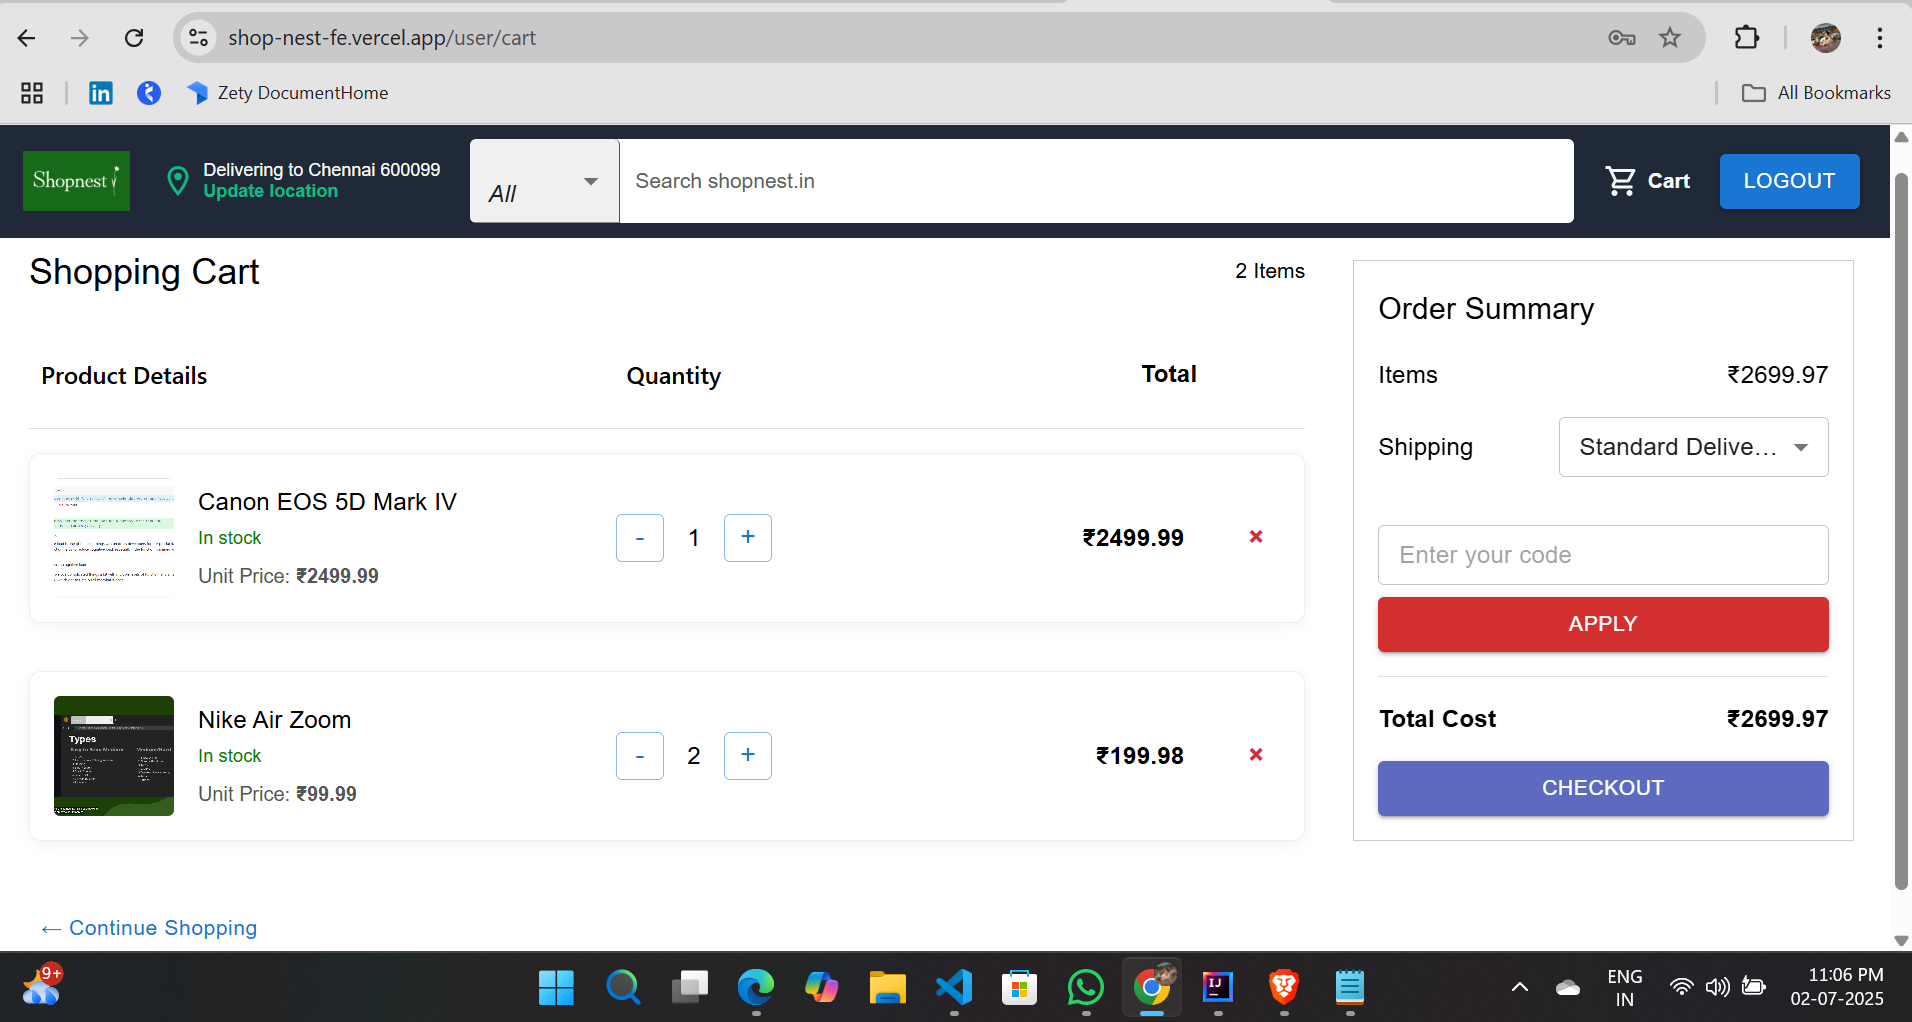 shop-nest-fe.vercel.app/user/cart
Zety DocumentHome
All Bookmarks
Shopnest
Delivering to Chennai 600099
Update location
All
Search shopnest.in
Cart
LOGOUT
Shopping Cart
2 Items
Product Details
Quantity
Total
Canon EOS 5D Mark IV
In stock
Unit Price: ₹2499.99
-
1
+
₹2499.99
×
Types
Nike Air Zoom
In stock
Unit Price: ₹99.99
-
2
+
₹199.98
×
← Continue Shopping
Order Summary
Items
₹2699.97
Shipping
Standard Delive...
Enter your code
APPLY
Total Cost
₹2699.97
CHECKOUT
9+
ENG
IN
11:06 PM
02-07-2025